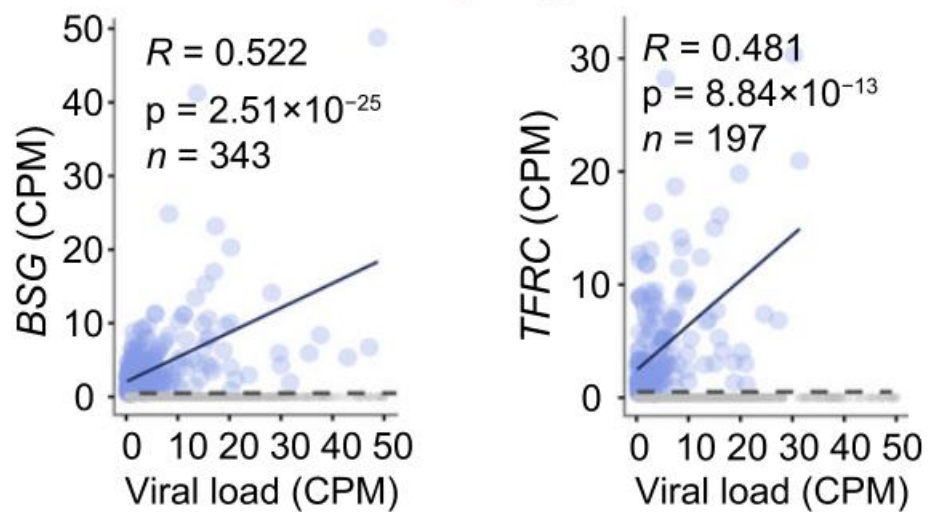 R = 0.522
p = 2.51×10⁻²⁵
n = 343
50
40
30
20
10
0
BSG (CPM)
0 10 20 30 40 50
Viral load (CPM)
R = 0.481
p = 8.84×10⁻¹³
n = 197
30
20
10
0
TFRC (CPM)
0 10 20 30 40 50
Viral load (CPM)